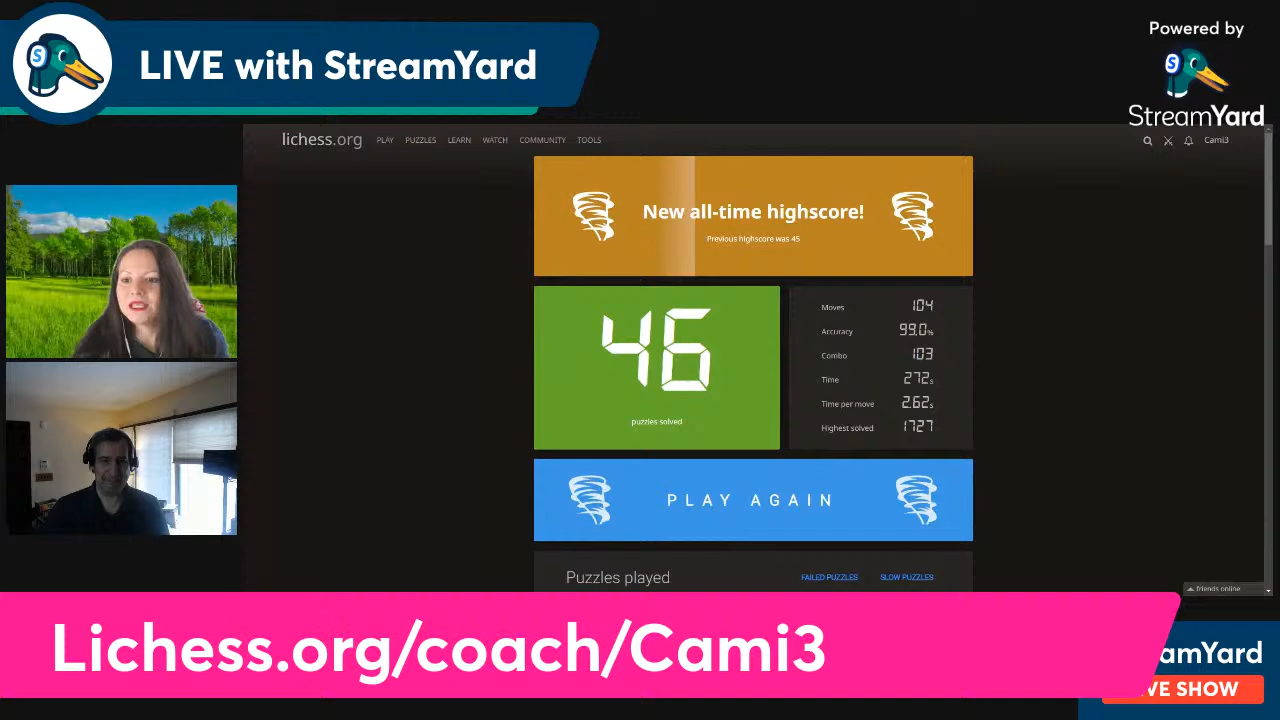 LIVE with StreamYard
Powered by
StreamYard
lichess.org PLAY PUZZLES LEARN WATCH COMMUNITY TOOLS Cami3
New all-time highscore!
Previous highscore was 45
46
puzzles solved
Moves 104
Accuracy 99.0%
Combo 103
Time 272s
Time per move 2.62s
Highest solved 1727
PLAY AGAIN
Puzzles played FAILED PUZZLES SLOW PUZZLES
friends online
Lichess.org/coach/Cami3
amYard
VE SHOW